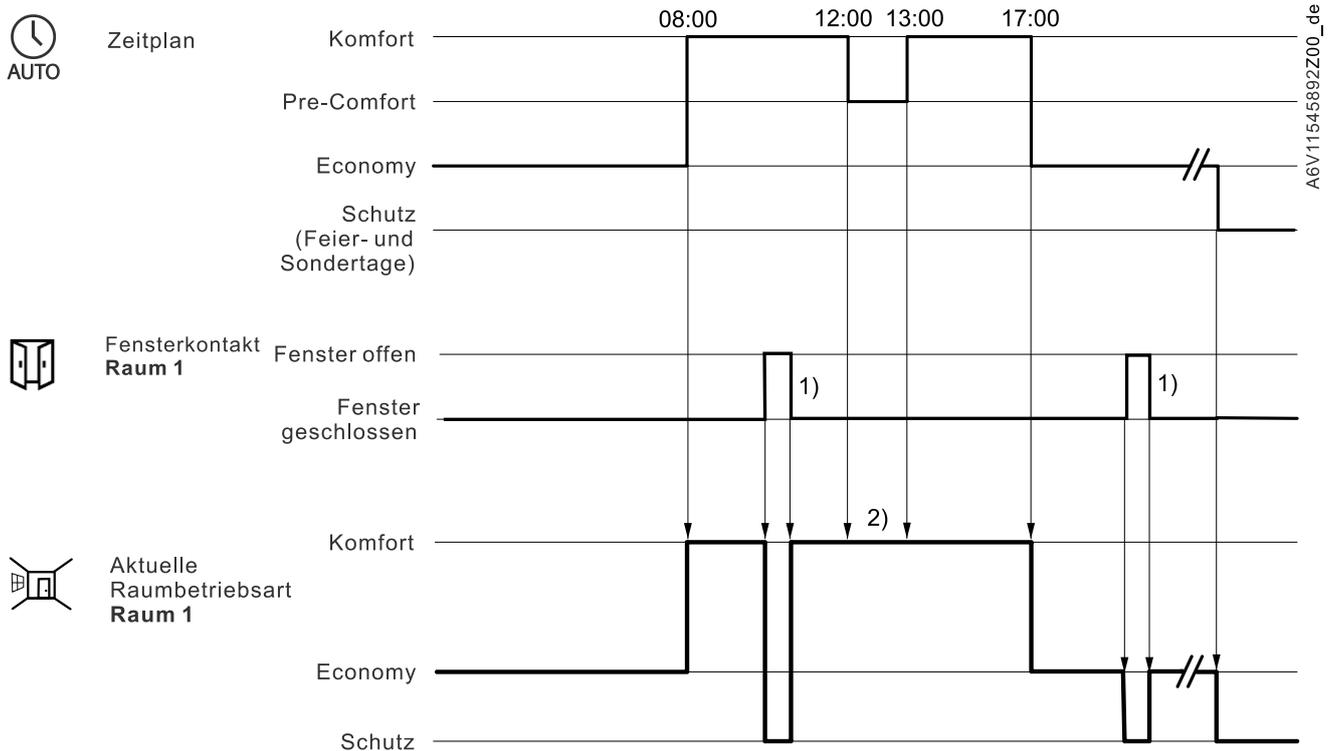 08:00 12:00 13:00 17:00
AUTO
Zeitplan
Komfort
Pre-Comfort
Economy
Schutz
(Feier- und
Sondertage)
A6V11545892Z00_de
Fensterkontakt
Raum 1
Fenster offen
1)
1)
Fenster
geschlossen
2)
Aktuelle
Raumbetriebsart
Raum 1
Komfort
Economy
Schutz